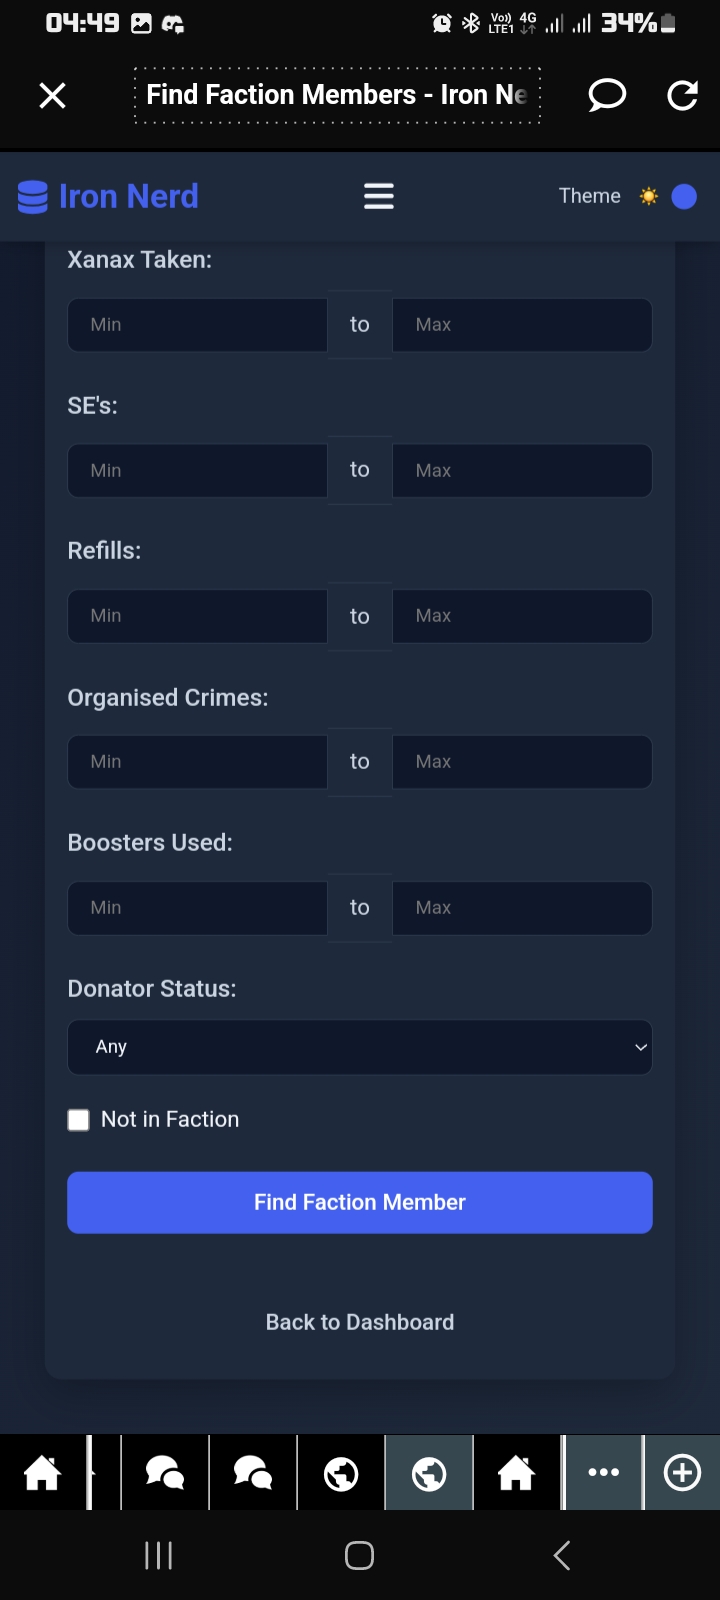 04:49
Vo)) 4G 34%
LTE1
Find Faction Members - Iron Ne
Iron Nerd
Theme
Xanax Taken:
Min to Max
SE's:
Min to Max
Refills:
Min to Max
Organised Crimes:
Min to Max
Boosters Used:
Min to Max
Donator Status:
Any
Not in Faction
Find Faction Member
Back to Dashboard